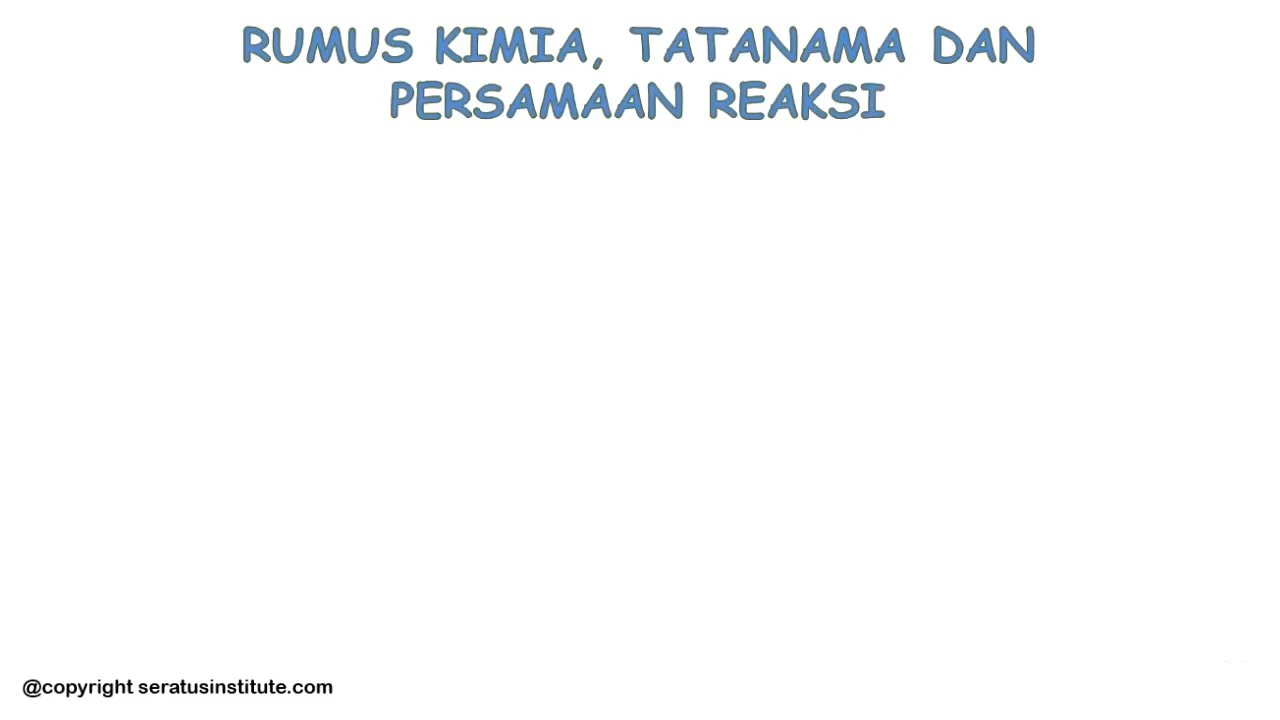 RUMUS KIMIA, TATANAMA DAN
PERSAMAAN REAKSI
@copyright seratusinstitute.com